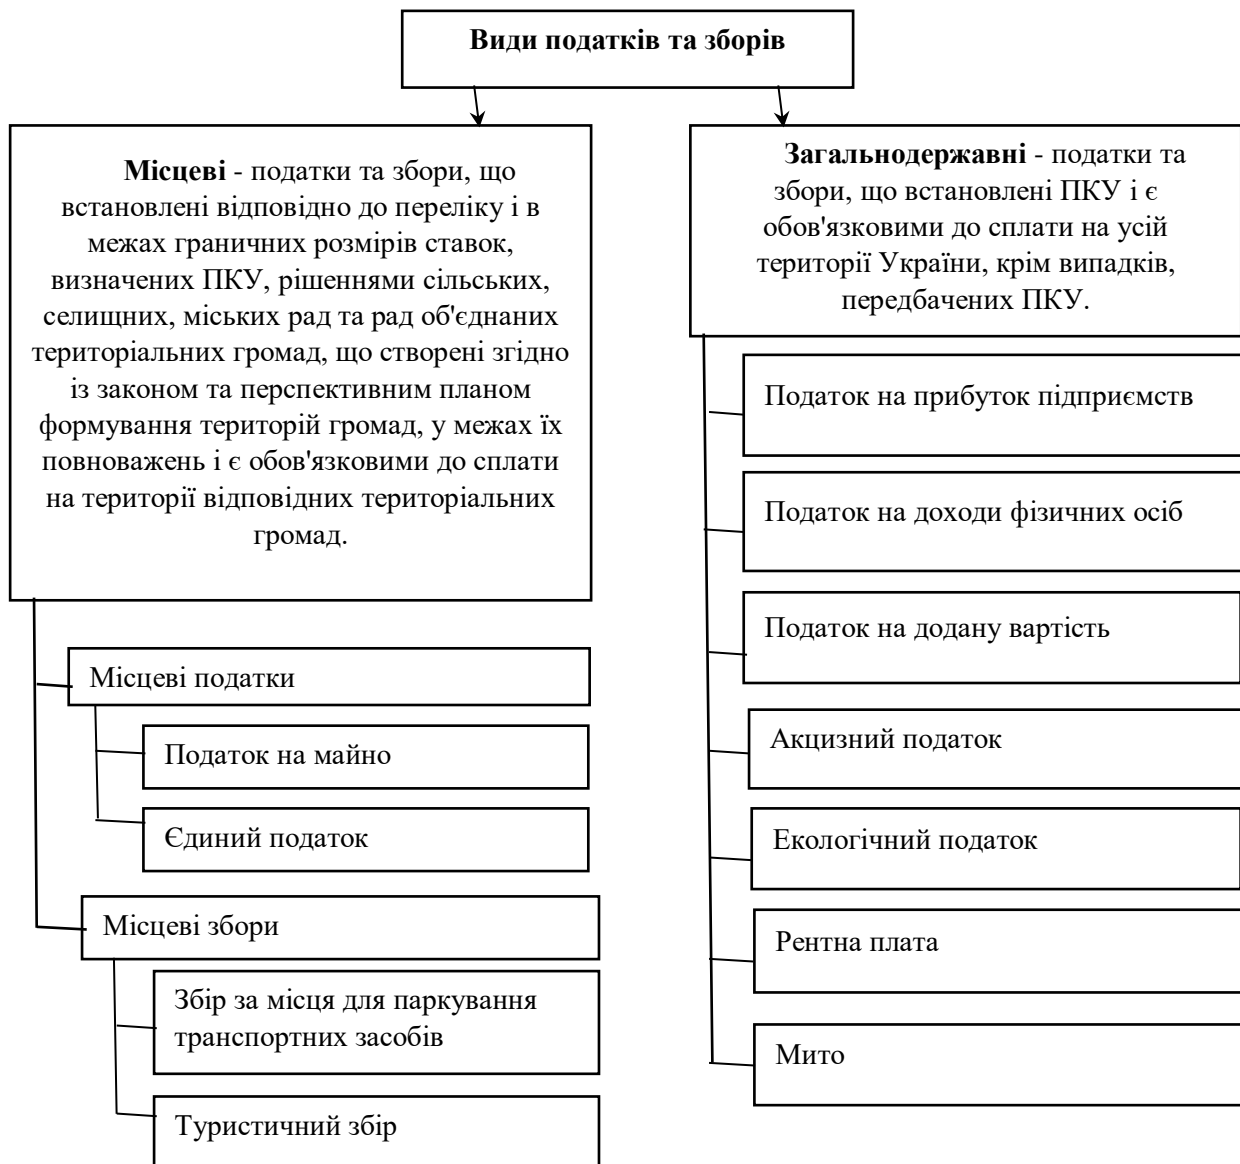 Види податків та зборів
Місцеві - податки та збори, що
встановлені відповідно до переліку і в
межах граничних розмірів ставок,
визначених ПКУ, рішеннями сільських,
селищних, міських рад та рад об'єднаних
територіальних громад, що створені згідно
із законом та перспективним планом
формування територій громад, у межах їх
повноважень і є обов'язковими до сплати
на території відповідних територіальних
громад.
Місцеві податки
Податок на майно
Єдиний податок
Місцеві збори
Збір за місця для паркування
транспортних засобів
Туристичний збір
Загальнодержавні - податки та
збори, що встановлені ПКУ і є
обов'язковими до сплати на усій
території України, крім випадків,
передбачених ПКУ.
Податок на прибуток підприємств
Податок на доходи фізичних осіб
Податок на додану вартість
Акцизний податок
Екологічний податок
Рентна плата
Мито